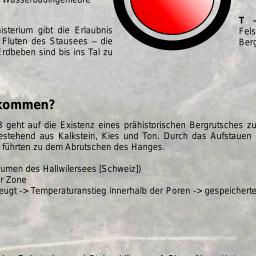 Wasserbauingenieure
isterium gibt die Erlaubnis
Fluten des Stausees – die
Erdbeben sind bis ins Tal zu
T –
Fels
Berg
kommen?
geht auf die Existenz eines prähistorischen Bergrutsches zu
estehend aus Kalkstein, Kies und Ton. Durch das Aufstauen
führten zu dem Abrutschen des Hanges.
umen des Hallwilersees [Schweiz])
r Zone
eugt -> Temperaturanstieg innerhalb der Poren -> gespeicherte